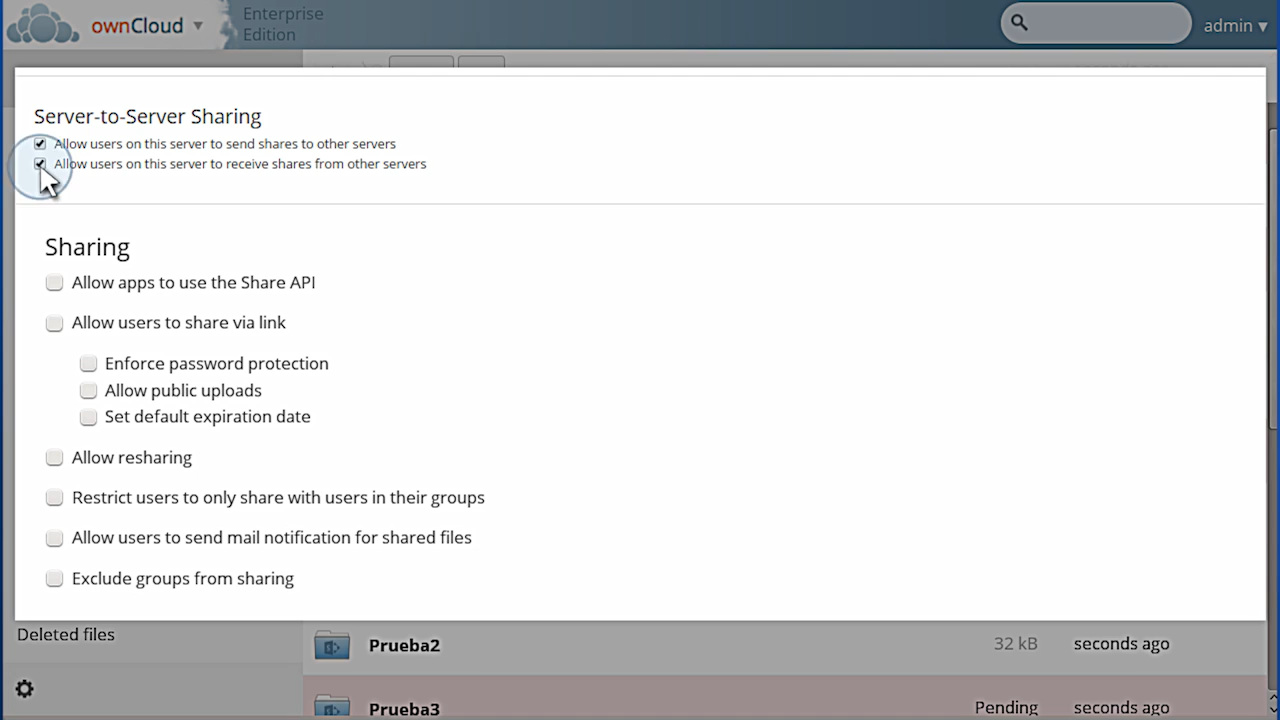 ownCloud
Enterprise
Edition
admin
Server-to-Server Sharing
Allow users on this server to send shares to other servers
Allow users on this server to receive shares from other servers
Sharing
Allow apps to use the Share API
Allow users to share via link
Enforce password protection
Allow public uploads
Set default expiration date
Allow resharing
Restrict users to only share with users in their groups
Allow users to send mail notification for shared files
Exclude groups from sharing
Deleted files
Prueba2 32 kB seconds ago
Prueba3 Pending seconds ago